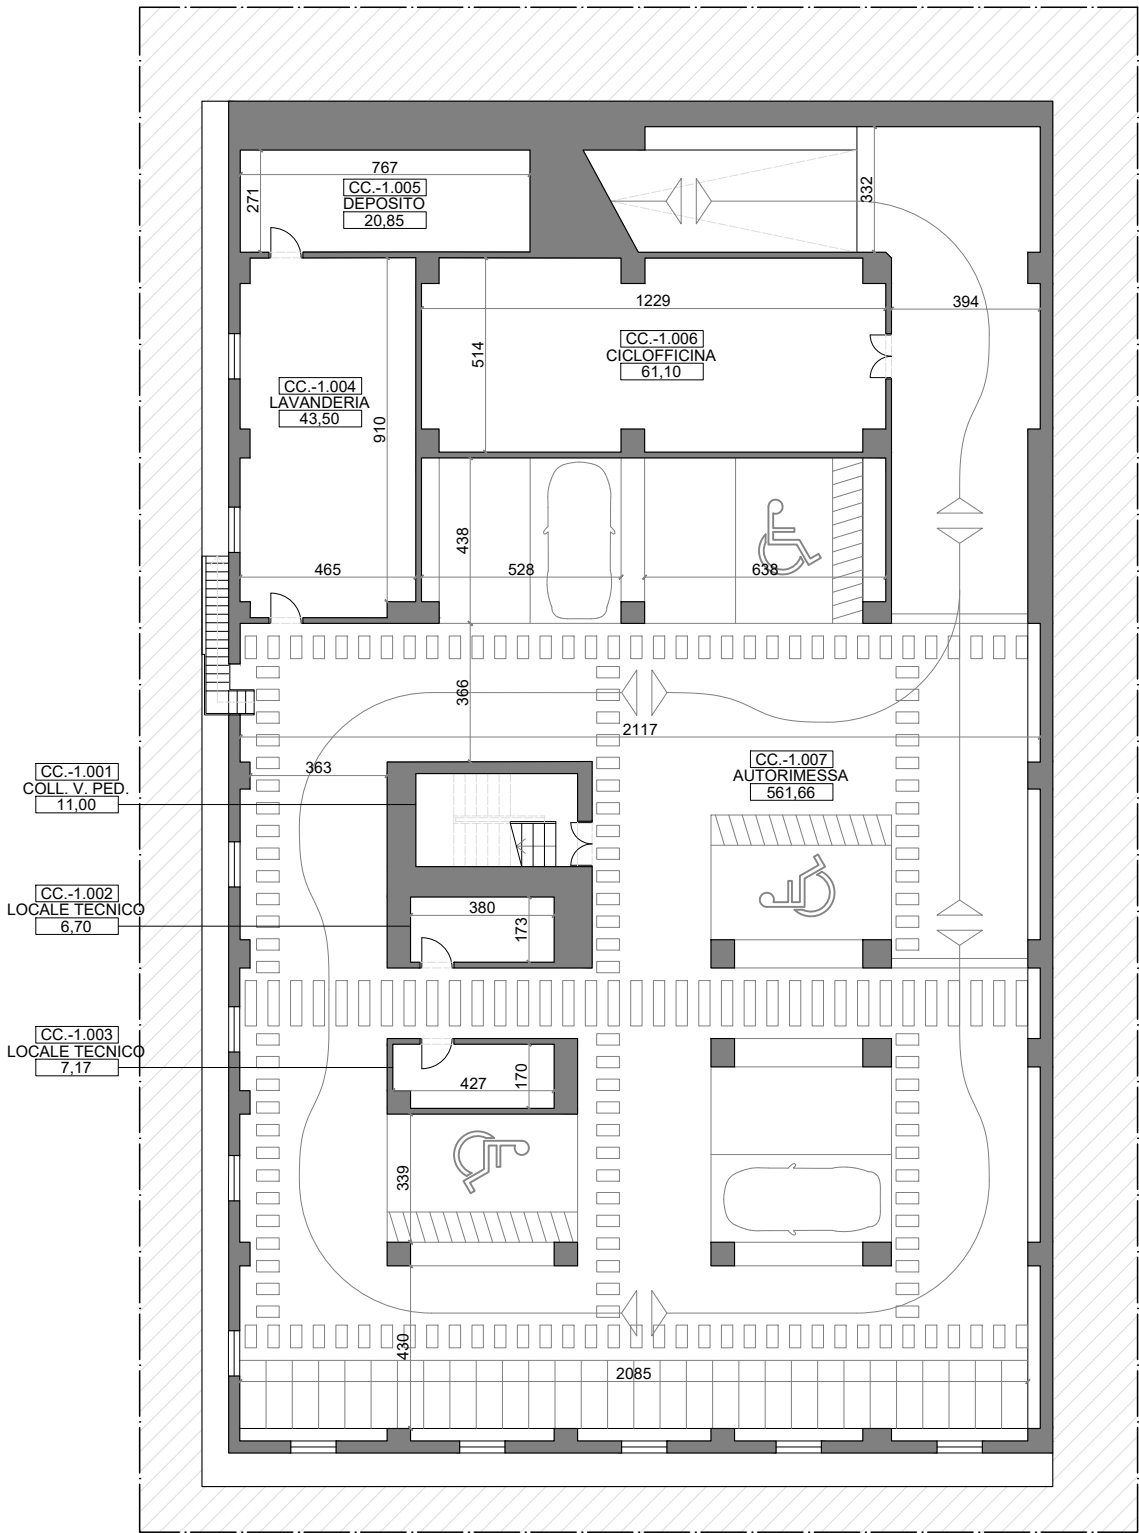 767
CC.-1.005
DEPOSITO
20,85
271
332
1229
394
CC.-1.006
CICLOFFICINA
61,10
514
CC.-1.004
LAVANDERIA
43,50
910
438
465
528
638
366
2117
363
CC.-1.007
AUTORIMESSA
561,66
CC.-1.001
COLL. V. PED.
11,00
CC.-1.002
LOCALE TECNICO
6,70
380
173
CC.-1.003
LOCALE TECNICO
7,17
427
170
339
430
2085